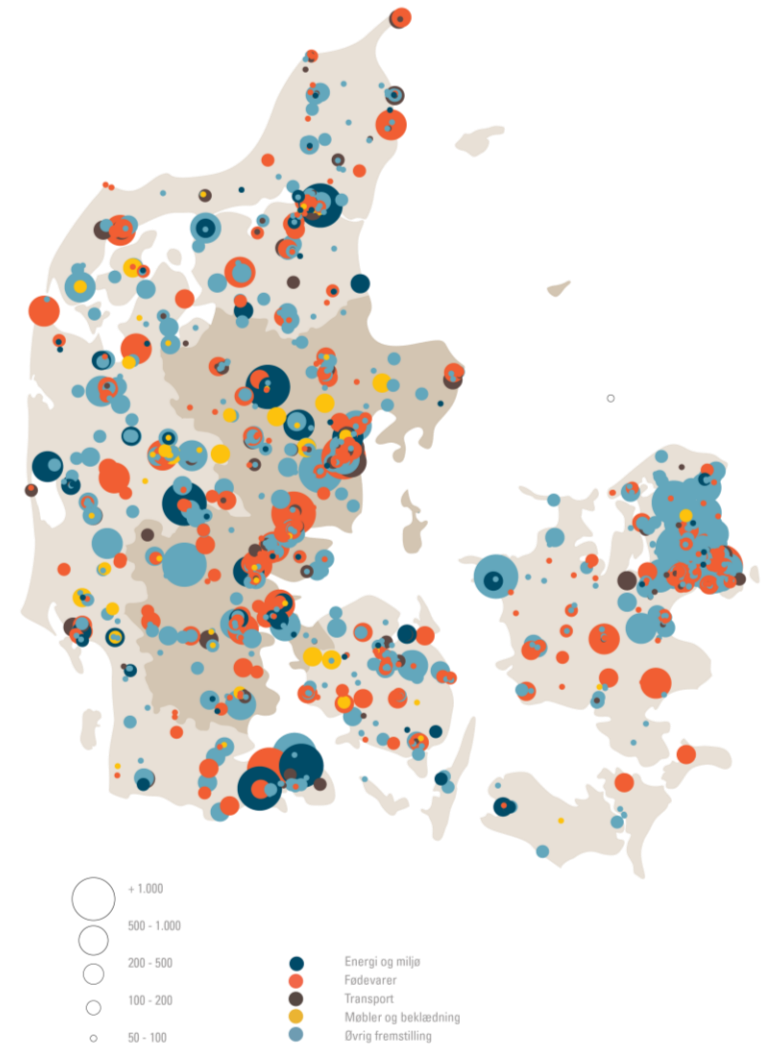 + 1.000
500 - 1.000
200 - 500
100 - 200
50 - 100
Energi og miljø
Fødevarer
Transport
Møbler og beklædning
Øvrig fremstilling